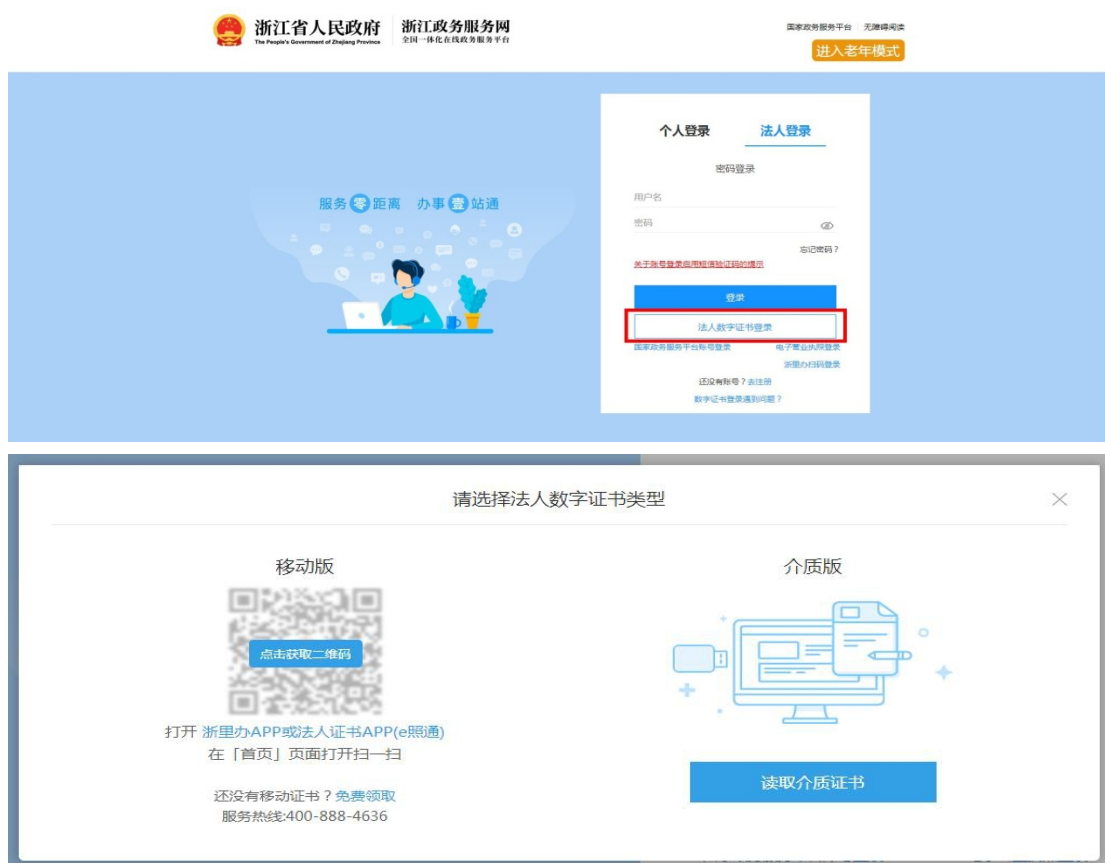 浙江省人民政府
The People's Government of Zhejiang Province
浙江政务服务网
全国一体化在线政务服务平台
国家政务服务平台 无障碍阅读
进入老年模式
个人登录 法人登录
密码登录
服务零距离 办事壹站通
用户名
密码
忘记密码?
关于账号登录启用短信验证码的提示
登录
法人数字证书登录
国家政务服务平台账号登录 电子营业执照登录
浙里办扫码登录
还没有账号?去注册
数字证书登录遇到问题?
请选择法人数字证书类型
移动版
点击获取二维码
打开 浙里办APP或法人证书APP(e照通)
在「首页」页面打开扫一扫
还没有移动证书?免费领取
服务热线:400-888-4636
介质版
读取介质证书